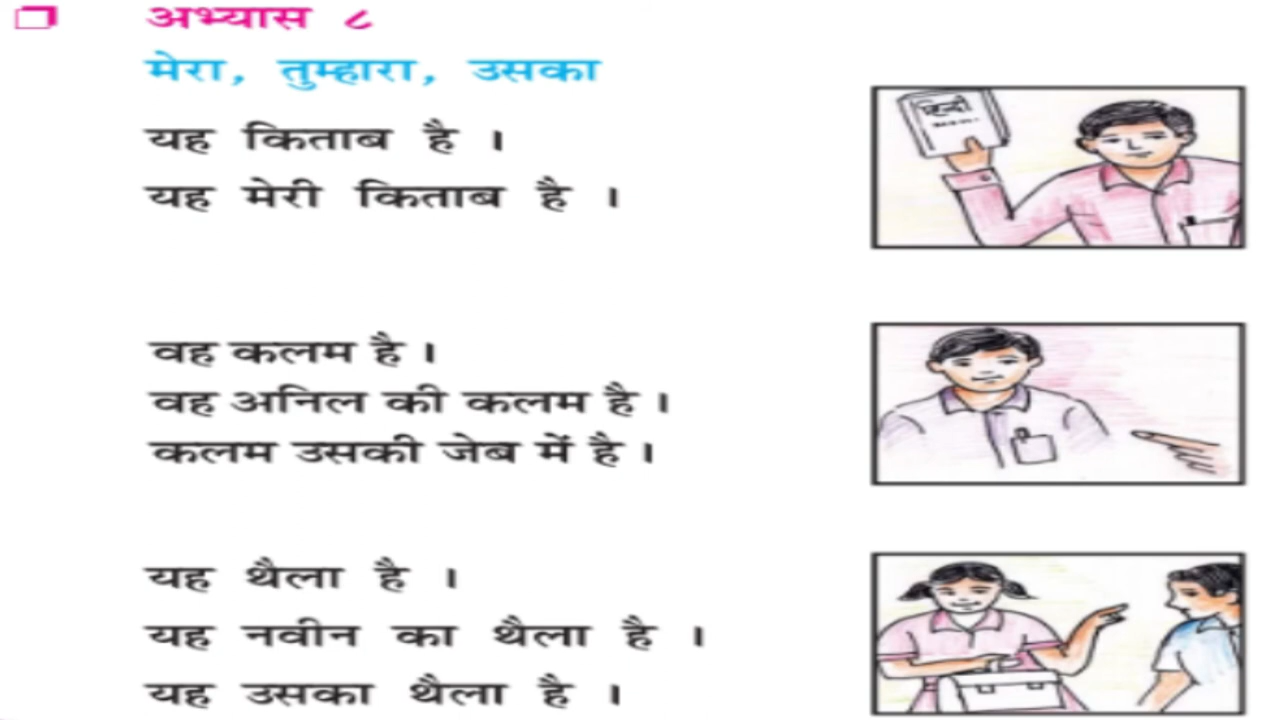 अभ्यास ८
मेरा, तुम्हारा, उसका
यह किताब है ।
यह मेरी किताब है ।
हिन्दी
वह कलम है ।
वह अनिल की कलम है ।
कलम उसकी जेब में है ।
यह थैला है ।
यह नवीन का थैला है ।
यह उसका थैला है ।